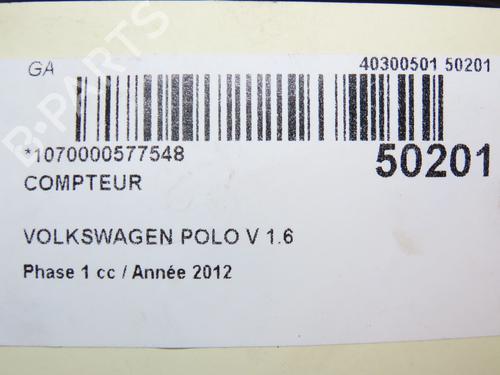 GA
40300501 50201
*1070000577548
50201
COMPTEUR
VOLKSWAGEN POLO V 1.6
Phase 1 cc / Année 2012
B-PARTS